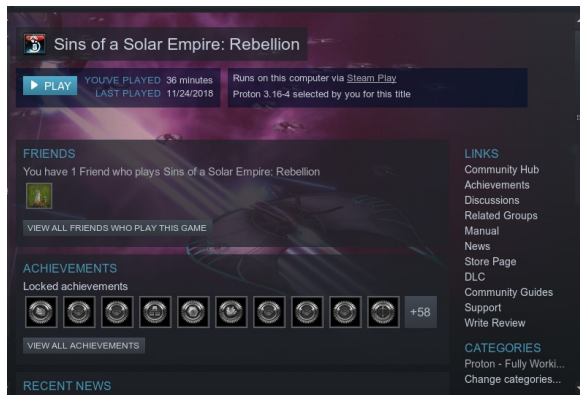 Sins of a Solar Empire: Rebellion
PLAY
YOU'VE PLAYED 36 minutes
LAST PLAYED 11/24/2018
Runs on this computer via Steam Play
Proton 3.16-4 selected by you for this title
FRIENDS
You have 1 Friend who plays Sins of a Solar Empire: Rebellion
VIEW ALL FRIENDS WHO PLAY THIS GAME
ACHIEVEMENTS
Locked achievements
+58
VIEW ALL ACHIEVEMENTS
RECENT NEWS
LINKS
Community Hub
Achievements
Discussions
Related Groups
Manual
News
Store Page
DLC
Community Guides
Support
Write Review
CATEGORIES
Proton - Fully Worki...
Change categories...